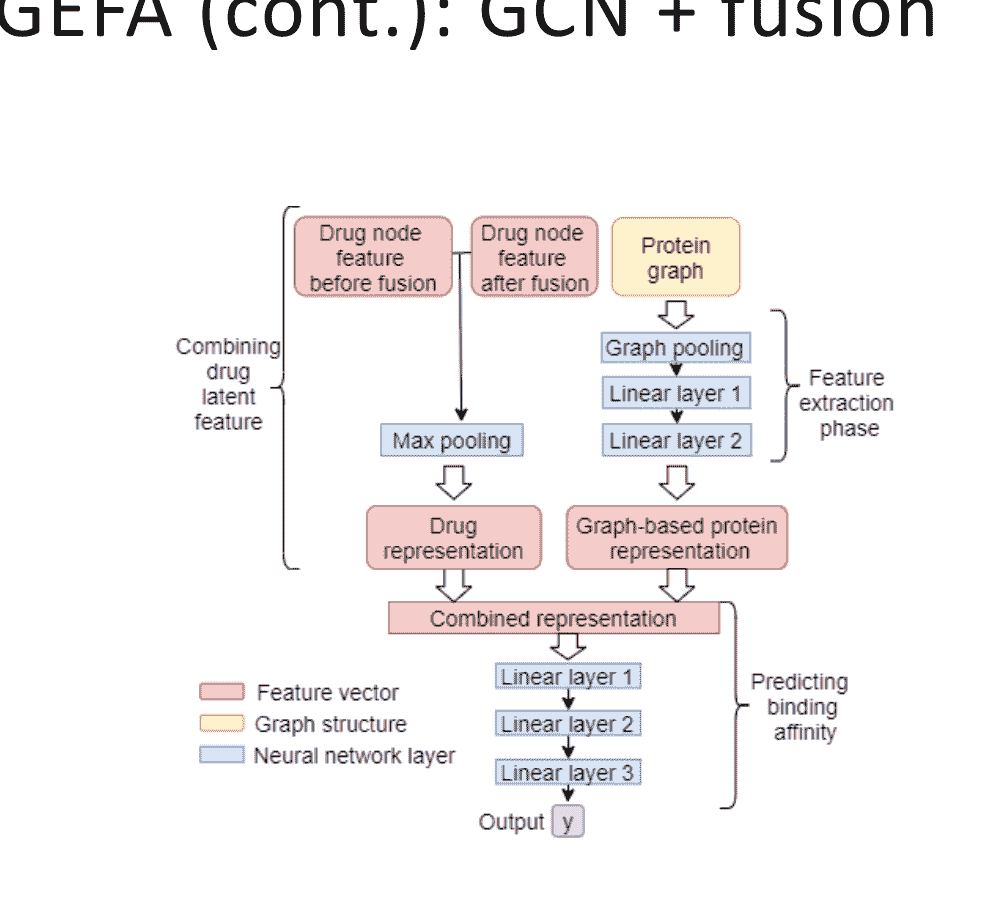 GEFA (cont.): GCN + fusion
Drug node
feature
before fusion
Drug node
feature
after fusion
Protein
graph
Combining
drug
latent
feature
Graph pooling
Linear layer 1
Linear layer 2
Feature
extraction
phase
Max pooling
Drug
representation
Graph-based protein
representation
Combined representation
Linear layer 1
Linear layer 2
Linear layer 3
Output y
Predicting
binding
affinity
Feature vector
Graph structure
Neural network layer